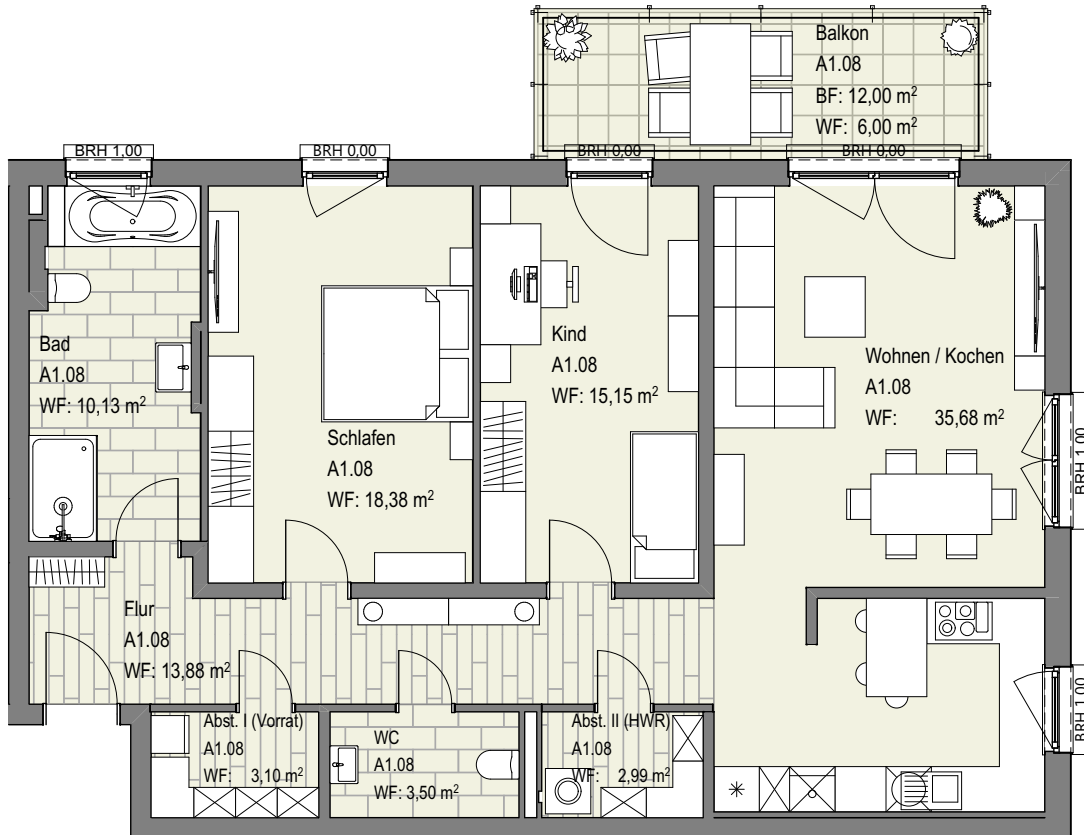 Balkon
A1.08
BF: 12,00 m²
WF: 6,00 m²
BRH 1,00
BRH 0,00
BRH 0,00
BRH 0,00
Bad
A1.08
WF: 10,13 m²
Schlafen
A1.08
WF: 18,38 m²
Kind
A1.08
WF: 15,15 m²
Wohnen / Kochen
A1.08
WF: 35,68 m²
BRH 1,00
Flur
A1.08
WF: 13,88 m²
BRH 1,00
Abst. I (Vorrat)
A1.08
WF: 3,10 m²
WC
A1.08
WF: 3,50 m²
Abst. II (HWR)
A1.08
WF: 2,99 m²